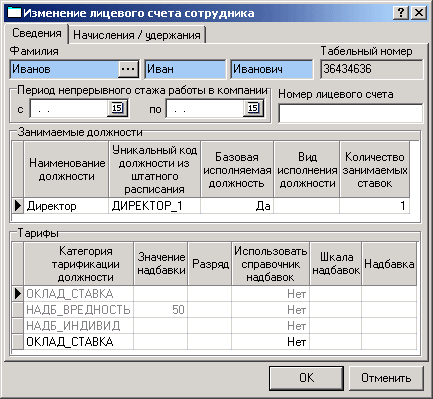 Изменение лицевого счета сотрудника
Сведения Начисления / удержания
Фамилия Табельный номер
Иванов ... Иван Иванович 36434636
Период непрерывного стажа работы в компании Номер лицевого счета
с . . 15 по . . 15
Занимаемые должности
Наименование должности Уникальный код должности из штатного расписания Базовая исполняемая должность Вид исполнения должности Количество занимаемых ставок
Директор ДИРЕКТОР_1 Да 1
Тарифы
Категория тарификации должности Значение надбавки Разряд Использовать справочник надбавок Шкала надбавок Надбавка
ОКЛАД_СТАВКА Нет
НАДБ_ВРЕДНОСТЬ 50 Нет
НАДБ_ИНДИВИД Нет
ОКЛАД_СТАВКА Нет
OK Отменить